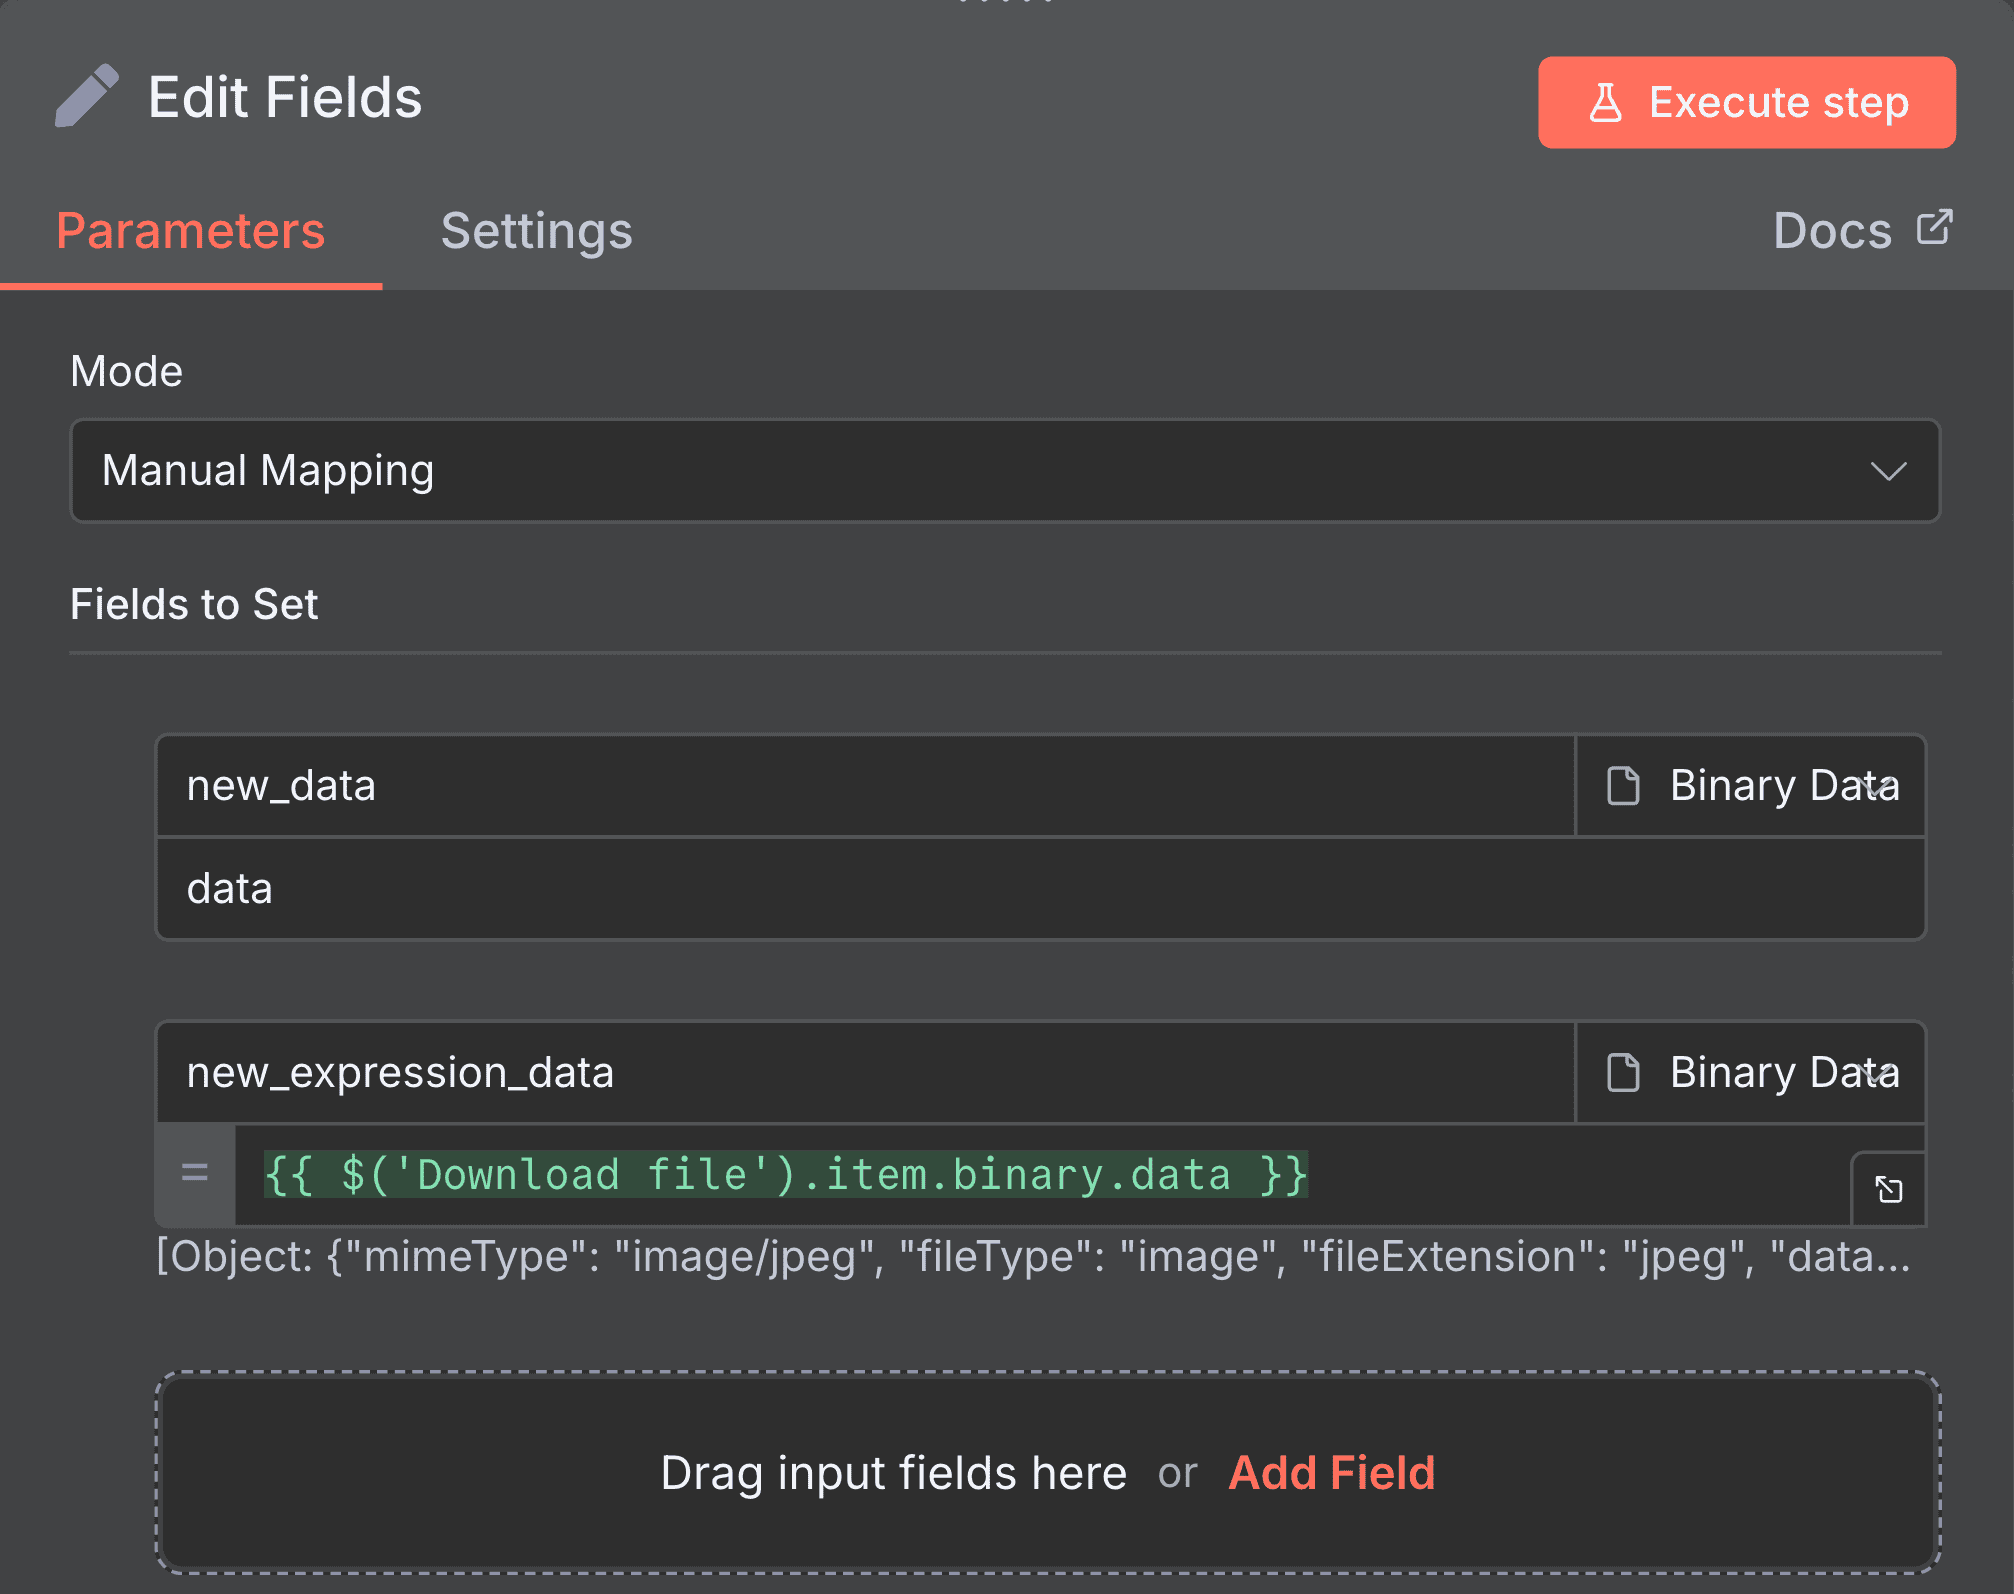 Edit Fields
Execute step
Parameters
Settings
Docs
Mode
Manual Mapping
Fields to Set
new_data
Binary Data
data
new_expression_data
Binary Data
=
{{ $('Download file').item.binary.data }}
[Object: {"mimeType": "image/jpeg", "fileType": "image", "fileExtension": "jpeg", "data...
Drag input fields here or Add Field